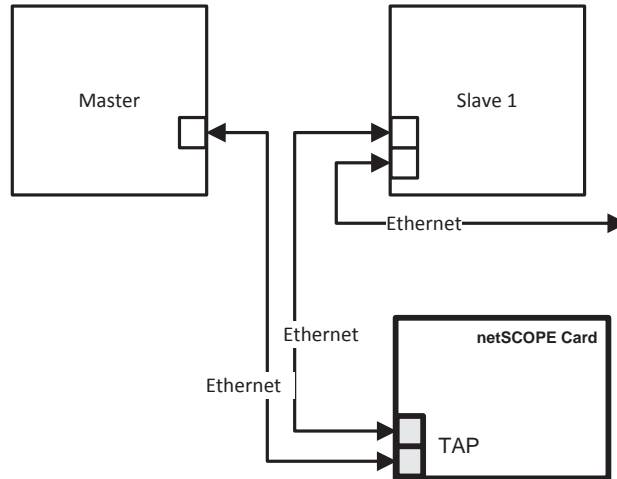 Master
Slave 1
Ethernet
netSCOPE Card
Ethernet
Ethernet
TAP